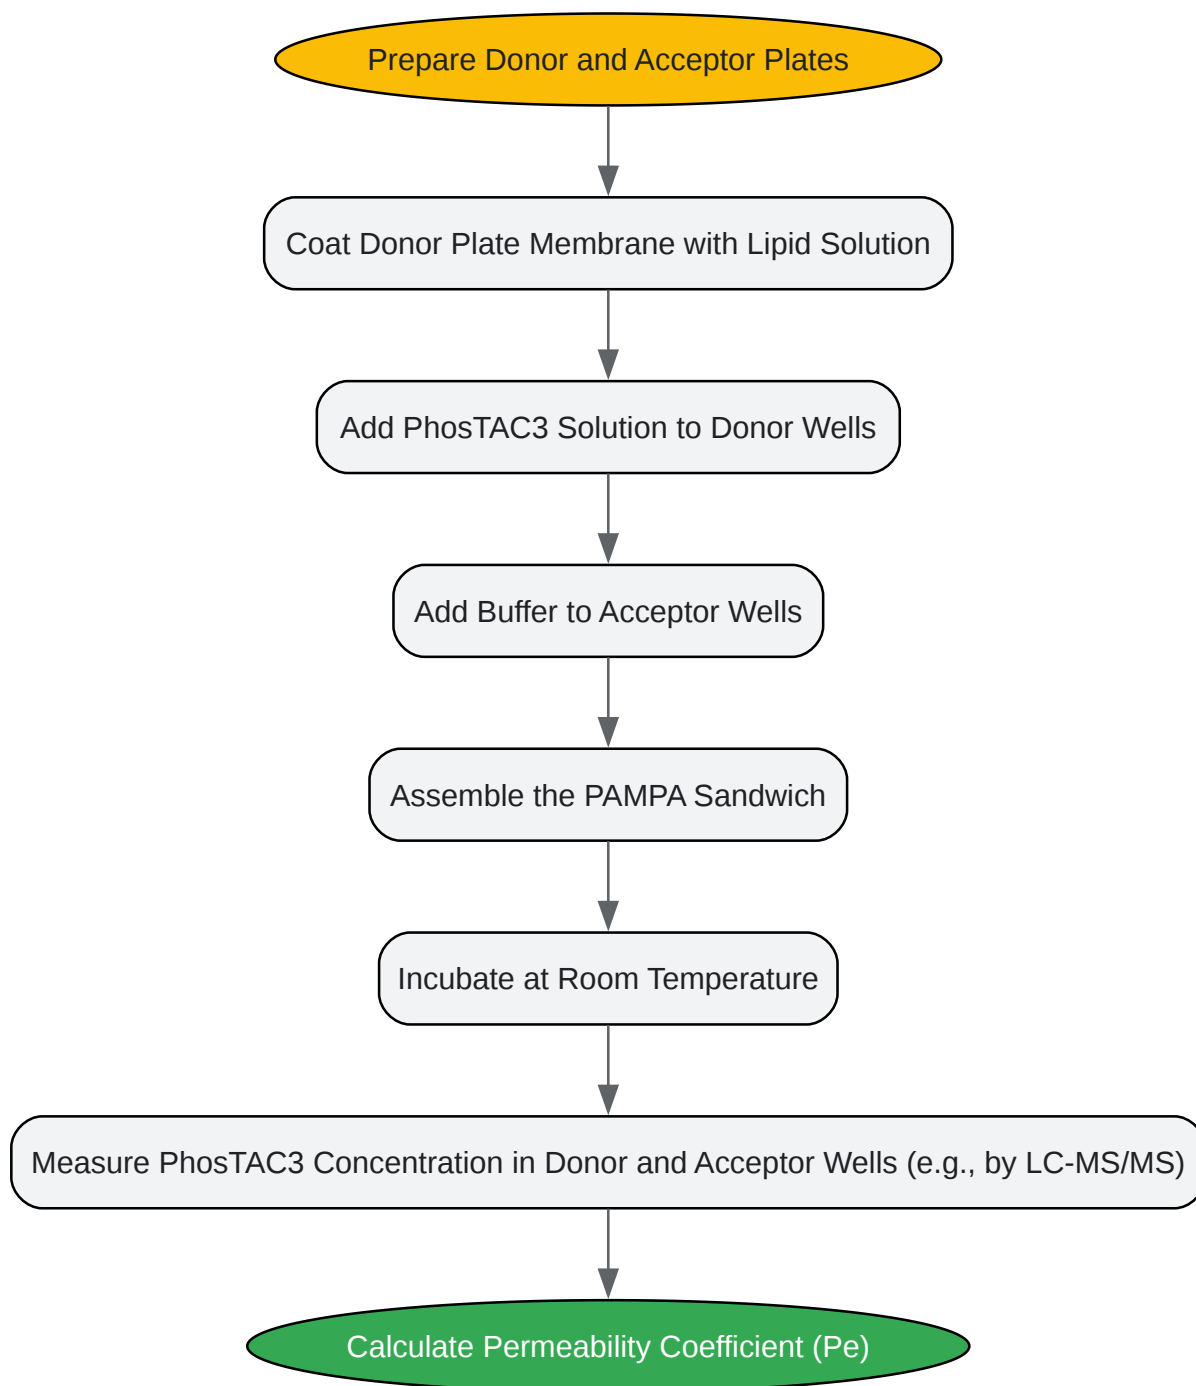 Prepare Donor and Acceptor Plates
Coat Donor Plate Membrane with Lipid Solution
Add PhosTAC3 Solution to Donor Wells
Add Buffer to Acceptor Wells
Assemble the PAMPA Sandwich
Incubate at Room Temperature
Measure PhosTAC3 Concentration in Donor and Acceptor Wells (e.g., by LC-MS/MS)
Calculate Permeability Coefficient (Pe)